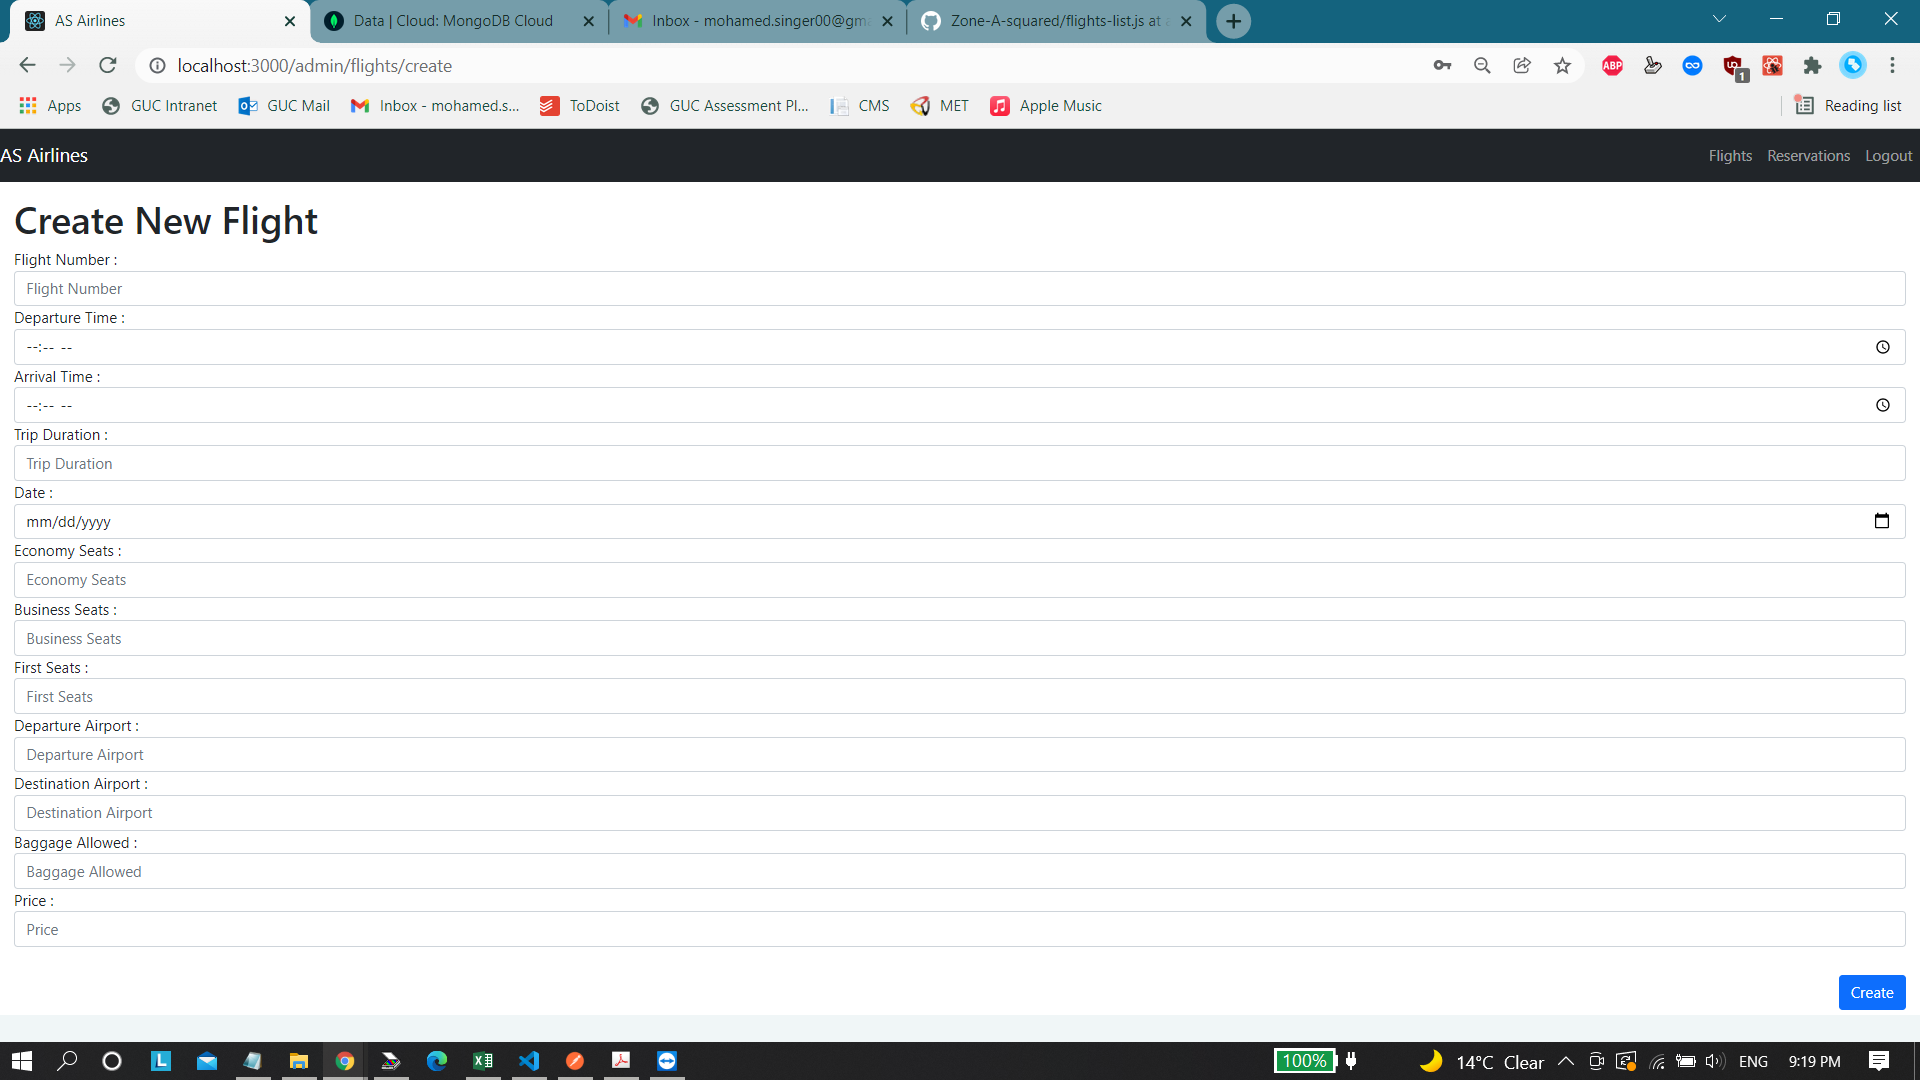 AS Airlines
Data | Cloud: MongoDB Cloud
Inbox - mohamed.singer00@gm
Zone-A-squared/flights-list.js at
localhost:3000/admin/flights/create
ABP
1
Apps
GUC Intranet
GUC Mail
Inbox - mohamed.s...
ToDoist
GUC Assessment Pl...
CMS
MET
Apple Music
Reading list
AS Airlines
Flights
Reservations
Logout
Create New Flight
Flight Number :
Flight Number
Departure Time :
--:-- --
Arrival Time :
--:-- --
Trip Duration :
Trip Duration
Date :
mm/dd/yyyy
Economy Seats :
Economy Seats
Business Seats :
Business Seats
First Seats :
First Seats
Departure Airport :
Departure Airport
Destination Airport :
Destination Airport
Baggage Allowed :
Baggage Allowed
Price :
Price
Create
L
100%
14°C Clear
ENG
9:19 PM